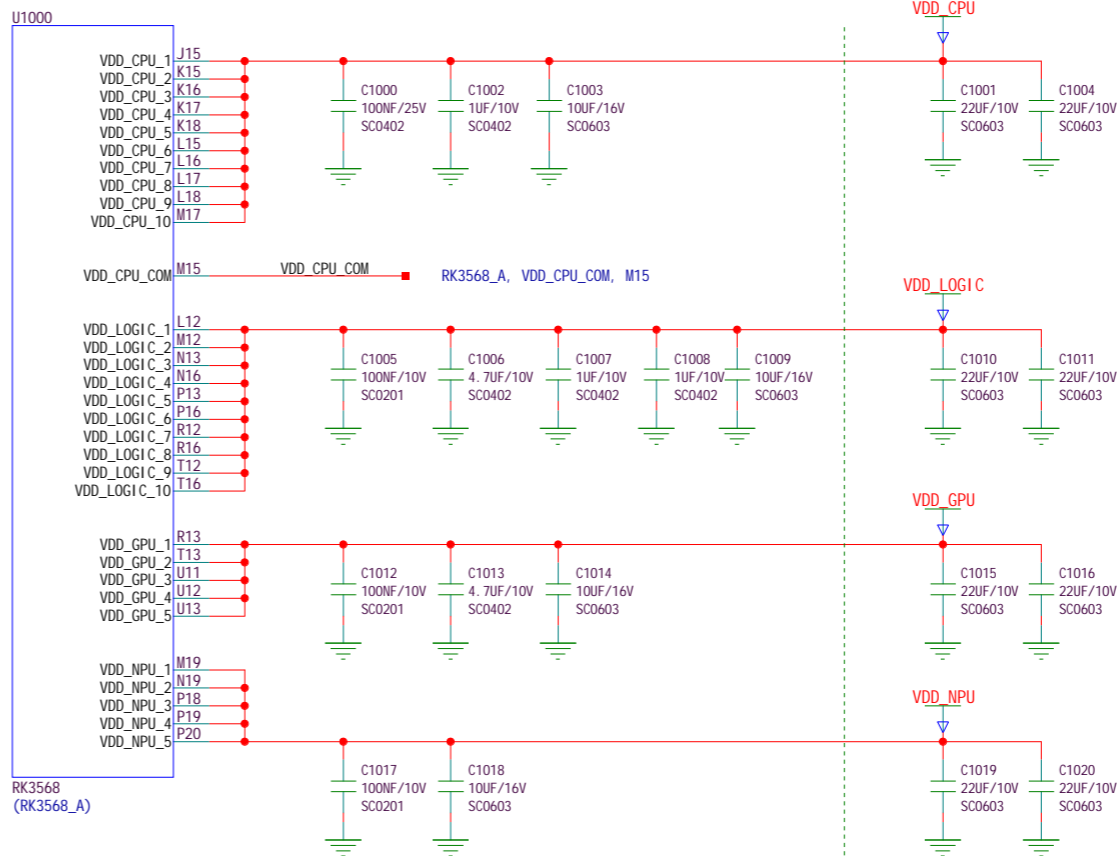 U1000
VDD_CPU
VDD_CPU_1 J15
VDD_CPU_2 K15
VDD_CPU_3 K16
VDD_CPU_4 K17
VDD_CPU_5 K18
VDD_CPU_6 L15
VDD_CPU_7 L16
VDD_CPU_8 L17
VDD_CPU_9 L18
VDD_CPU_10 M17
C1000
100NF/25V
SC0402
C1002
1UF/10V
SC0402
C1003
10UF/16V
SC0603
C1001
22UF/10V
SC0603
C1004
22UF/10V
SC0603
VDD_CPU_COM M15 VDD_CPU_COM RK3568_A, VDD_CPU_COM, M15
VDD_LOGIC
VDD_LOGIC_1 L12
VDD_LOGIC_2 M12
VDD_LOGIC_3 N13
VDD_LOGIC_4 N16
VDD_LOGIC_5 P13
VDD_LOGIC_6 P16
VDD_LOGIC_7 R12
VDD_LOGIC_8 R16
VDD_LOGIC_9 T12
VDD_LOGIC_10 T16
C1005
100NF/10V
SC0201
C1006
4.7UF/10V
SC0402
C1007
1UF/10V
SC0402
C1008
1UF/10V
SC0402
C1009
10UF/16V
SC0603
C1010
22UF/10V
SC0603
C1011
22UF/10V
SC0603
VDD_GPU
VDD_GPU_1 R13
VDD_GPU_2 T13
VDD_GPU_3 U11
VDD_GPU_4 U12
VDD_GPU_5 U13
C1012
100NF/10V
SC0201
C1013
4.7UF/10V
SC0402
C1014
10UF/16V
SC0603
C1015
22UF/10V
SC0603
C1016
22UF/10V
SC0603
VDD_NPU
VDD_NPU_1 M19
VDD_NPU_2 N19
VDD_NPU_3 P18
VDD_NPU_4 P19
VDD_NPU_5 P20
C1017
100NF/10V
SC0201
C1018
10UF/16V
SC0603
C1019
22UF/10V
SC0603
C1020
22UF/10V
SC0603
RK3568
(RK3568_A)